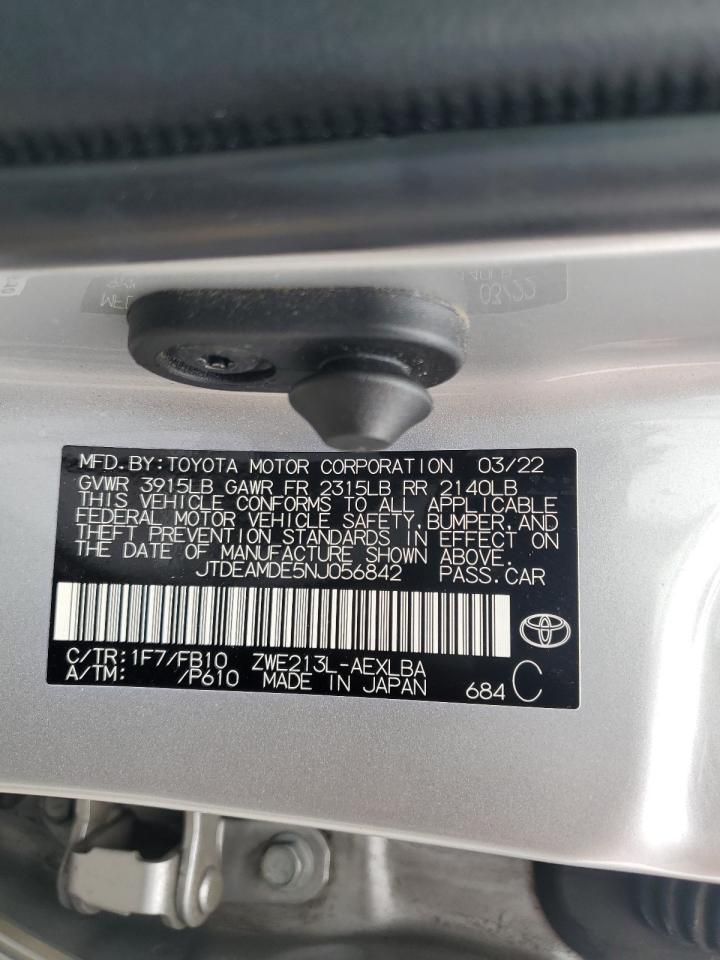 03/22
MFD.BY:TOYOTA MOTOR CORPORATION 03/22
GVWR 3915LB GAWR FR 2315LB RR 2140LB
THIS VEHICLE CONFORMS TO ALL APPLICABLE
FEDERAL MOTOR VEHICLE SAFETY,BUMPER,AND
THEFT PREVENTION STANDARDS IN EFFECT ON
THE DATE OF MANUFACTURE SHOWN ABOVE.
JTDEAMDE5NJ056842 PASS.CAR
C/TR:1F7/FB10 ZWE213L-AEXLBA
A/TM: /P610 MADE IN JAPAN 684 C